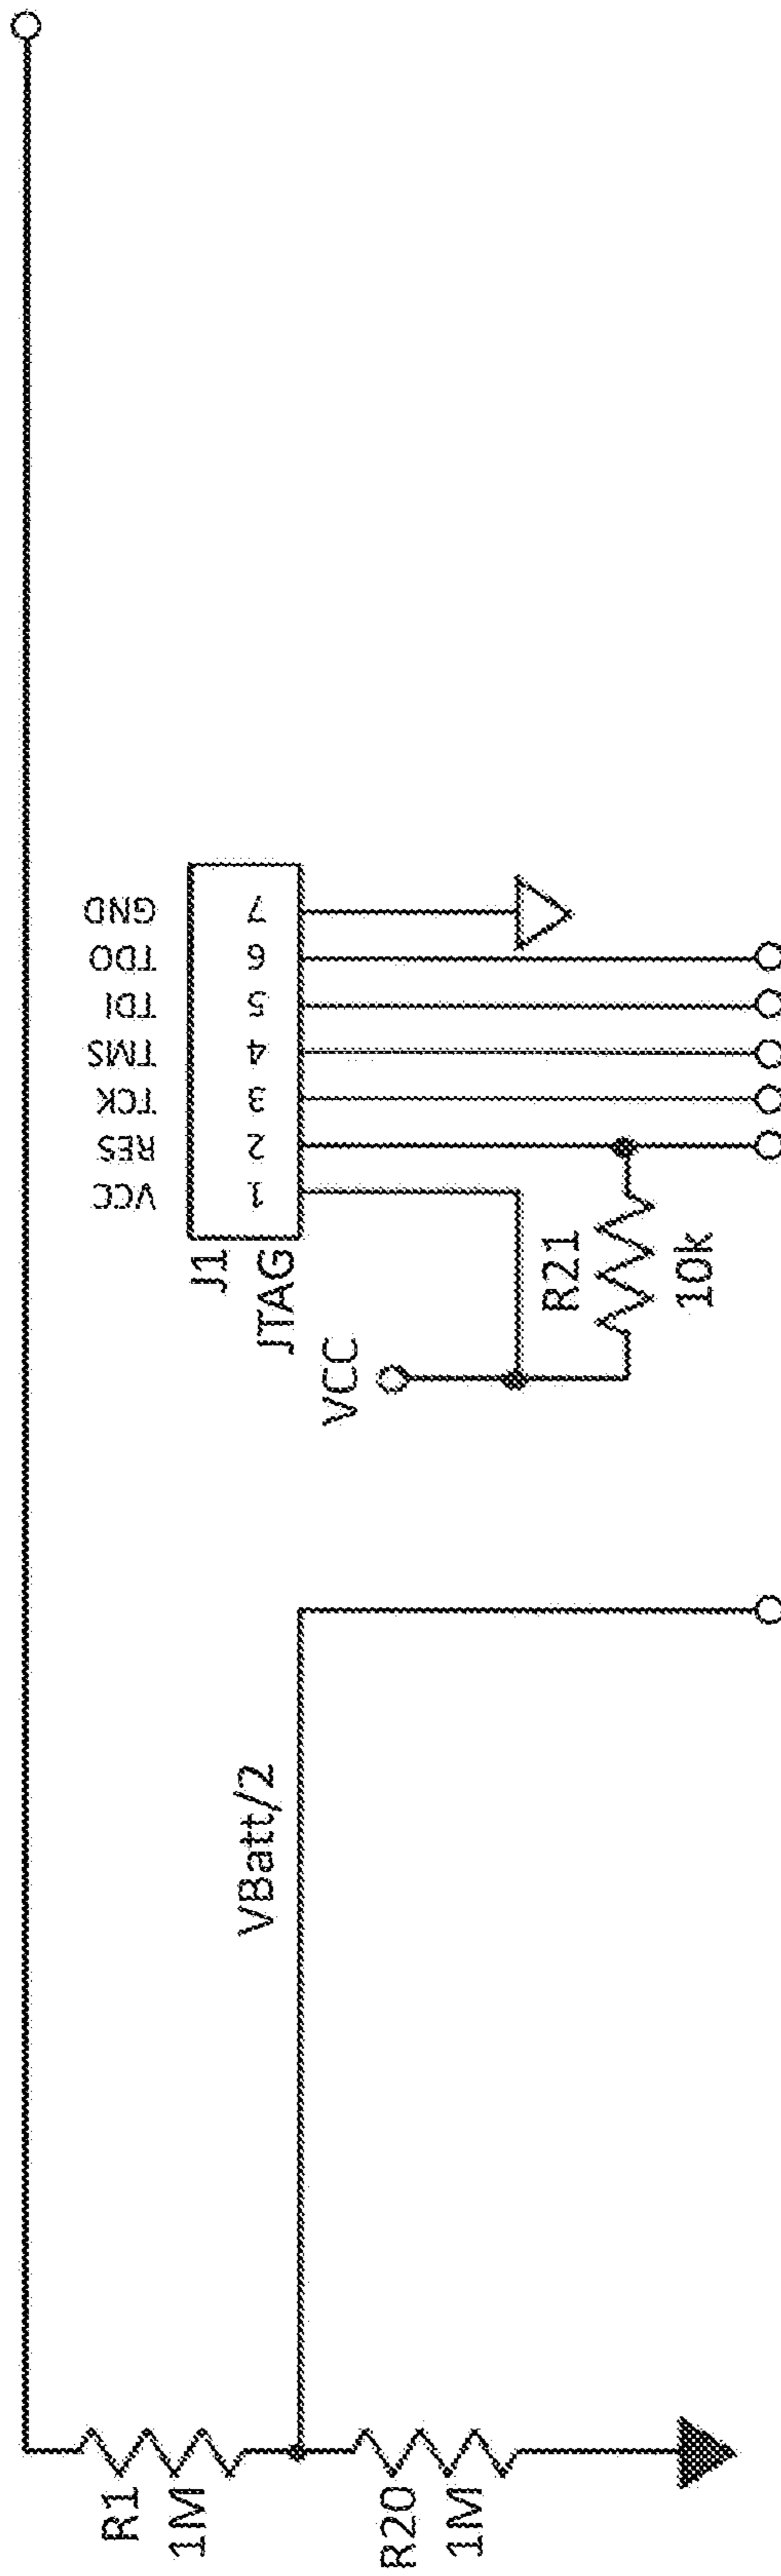 GND
TDO
TDI
TMS
TCK
RES
VCC
7
6
5
4
3
2
1
J1
JTAG
VCC
R21
10k
VBatt/2
R1
1M
R20
1M